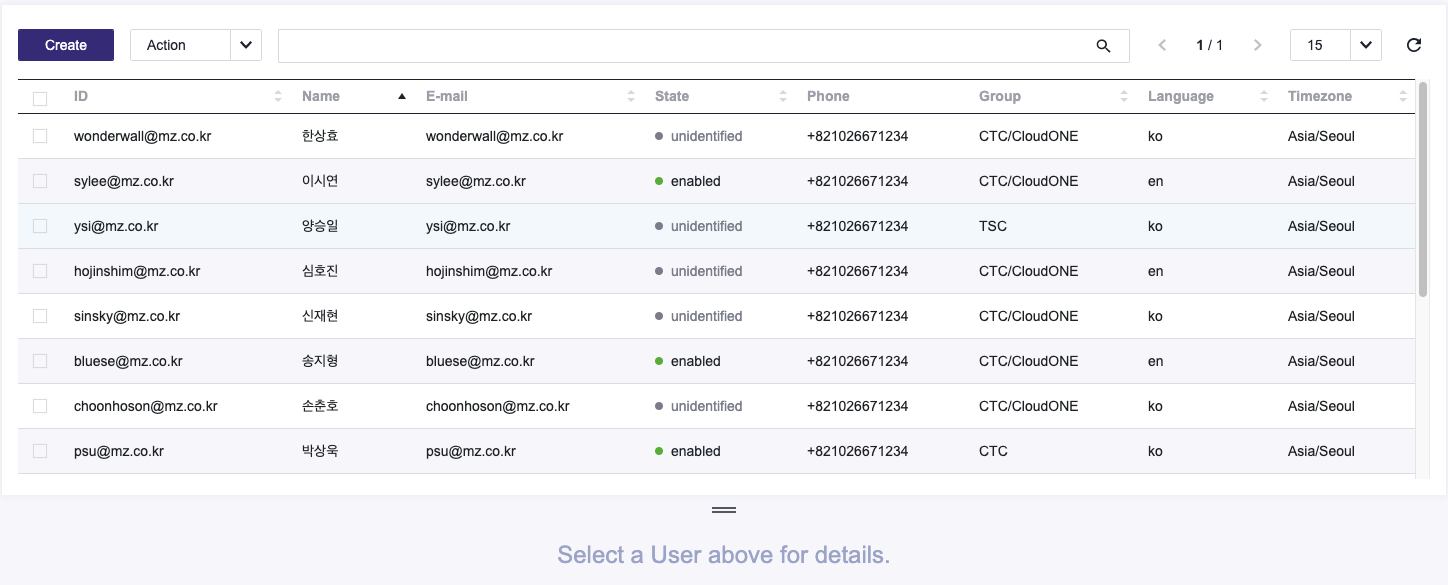 Create Action 1 / 1 15
ID Name E-mail State Phone Group Language Timezone
wonderwall@mz.co.kr 한상효 wonderwall@mz.co.kr unidentified +821026671234 CTC/CloudONE ko Asia/Seoul
sylee@mz.co.kr 이시연 sylee@mz.co.kr enabled +821026671234 CTC/CloudONE en Asia/Seoul
ysi@mz.co.kr 양승일 ysi@mz.co.kr unidentified +821026671234 TSC ko Asia/Seoul
hojinshim@mz.co.kr 심호진 hojinshim@mz.co.kr unidentified +821026671234 CTC/CloudONE en Asia/Seoul
sinsky@mz.co.kr 신재현 sinsky@mz.co.kr unidentified +821026671234 CTC/CloudONE ko Asia/Seoul
bluese@mz.co.kr 송지형 bluese@mz.co.kr enabled +821026671234 CTC/CloudONE en Asia/Seoul
choonhoson@mz.co.kr 손춘호 choonhoson@mz.co.kr unidentified +821026671234 CTC/CloudONE ko Asia/Seoul
psu@mz.co.kr 박상욱 psu@mz.co.kr enabled +821026671234 CTC ko Asia/Seoul
Select a User above for details.